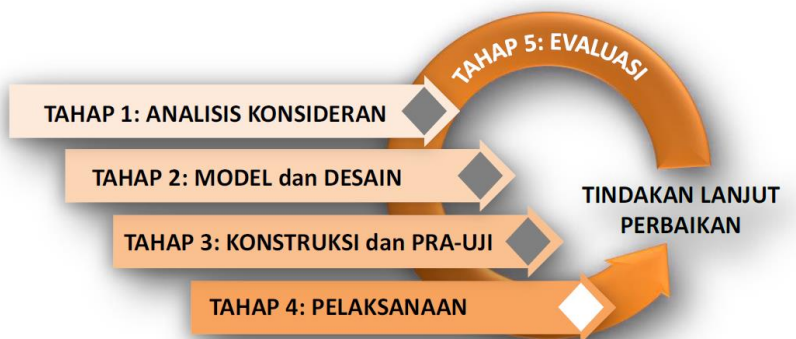 TAHAP 5: EVALUASI
TAHAP 1: ANALISIS KONSIDERAN
TAHAP 2: MODEL dan DESAIN
TINDAKAN LANJUT
PERBAIKAN
TAHAP 3: KONSTRUKSI dan PRA-UJI
TAHAP 4: PELAKSANAAN